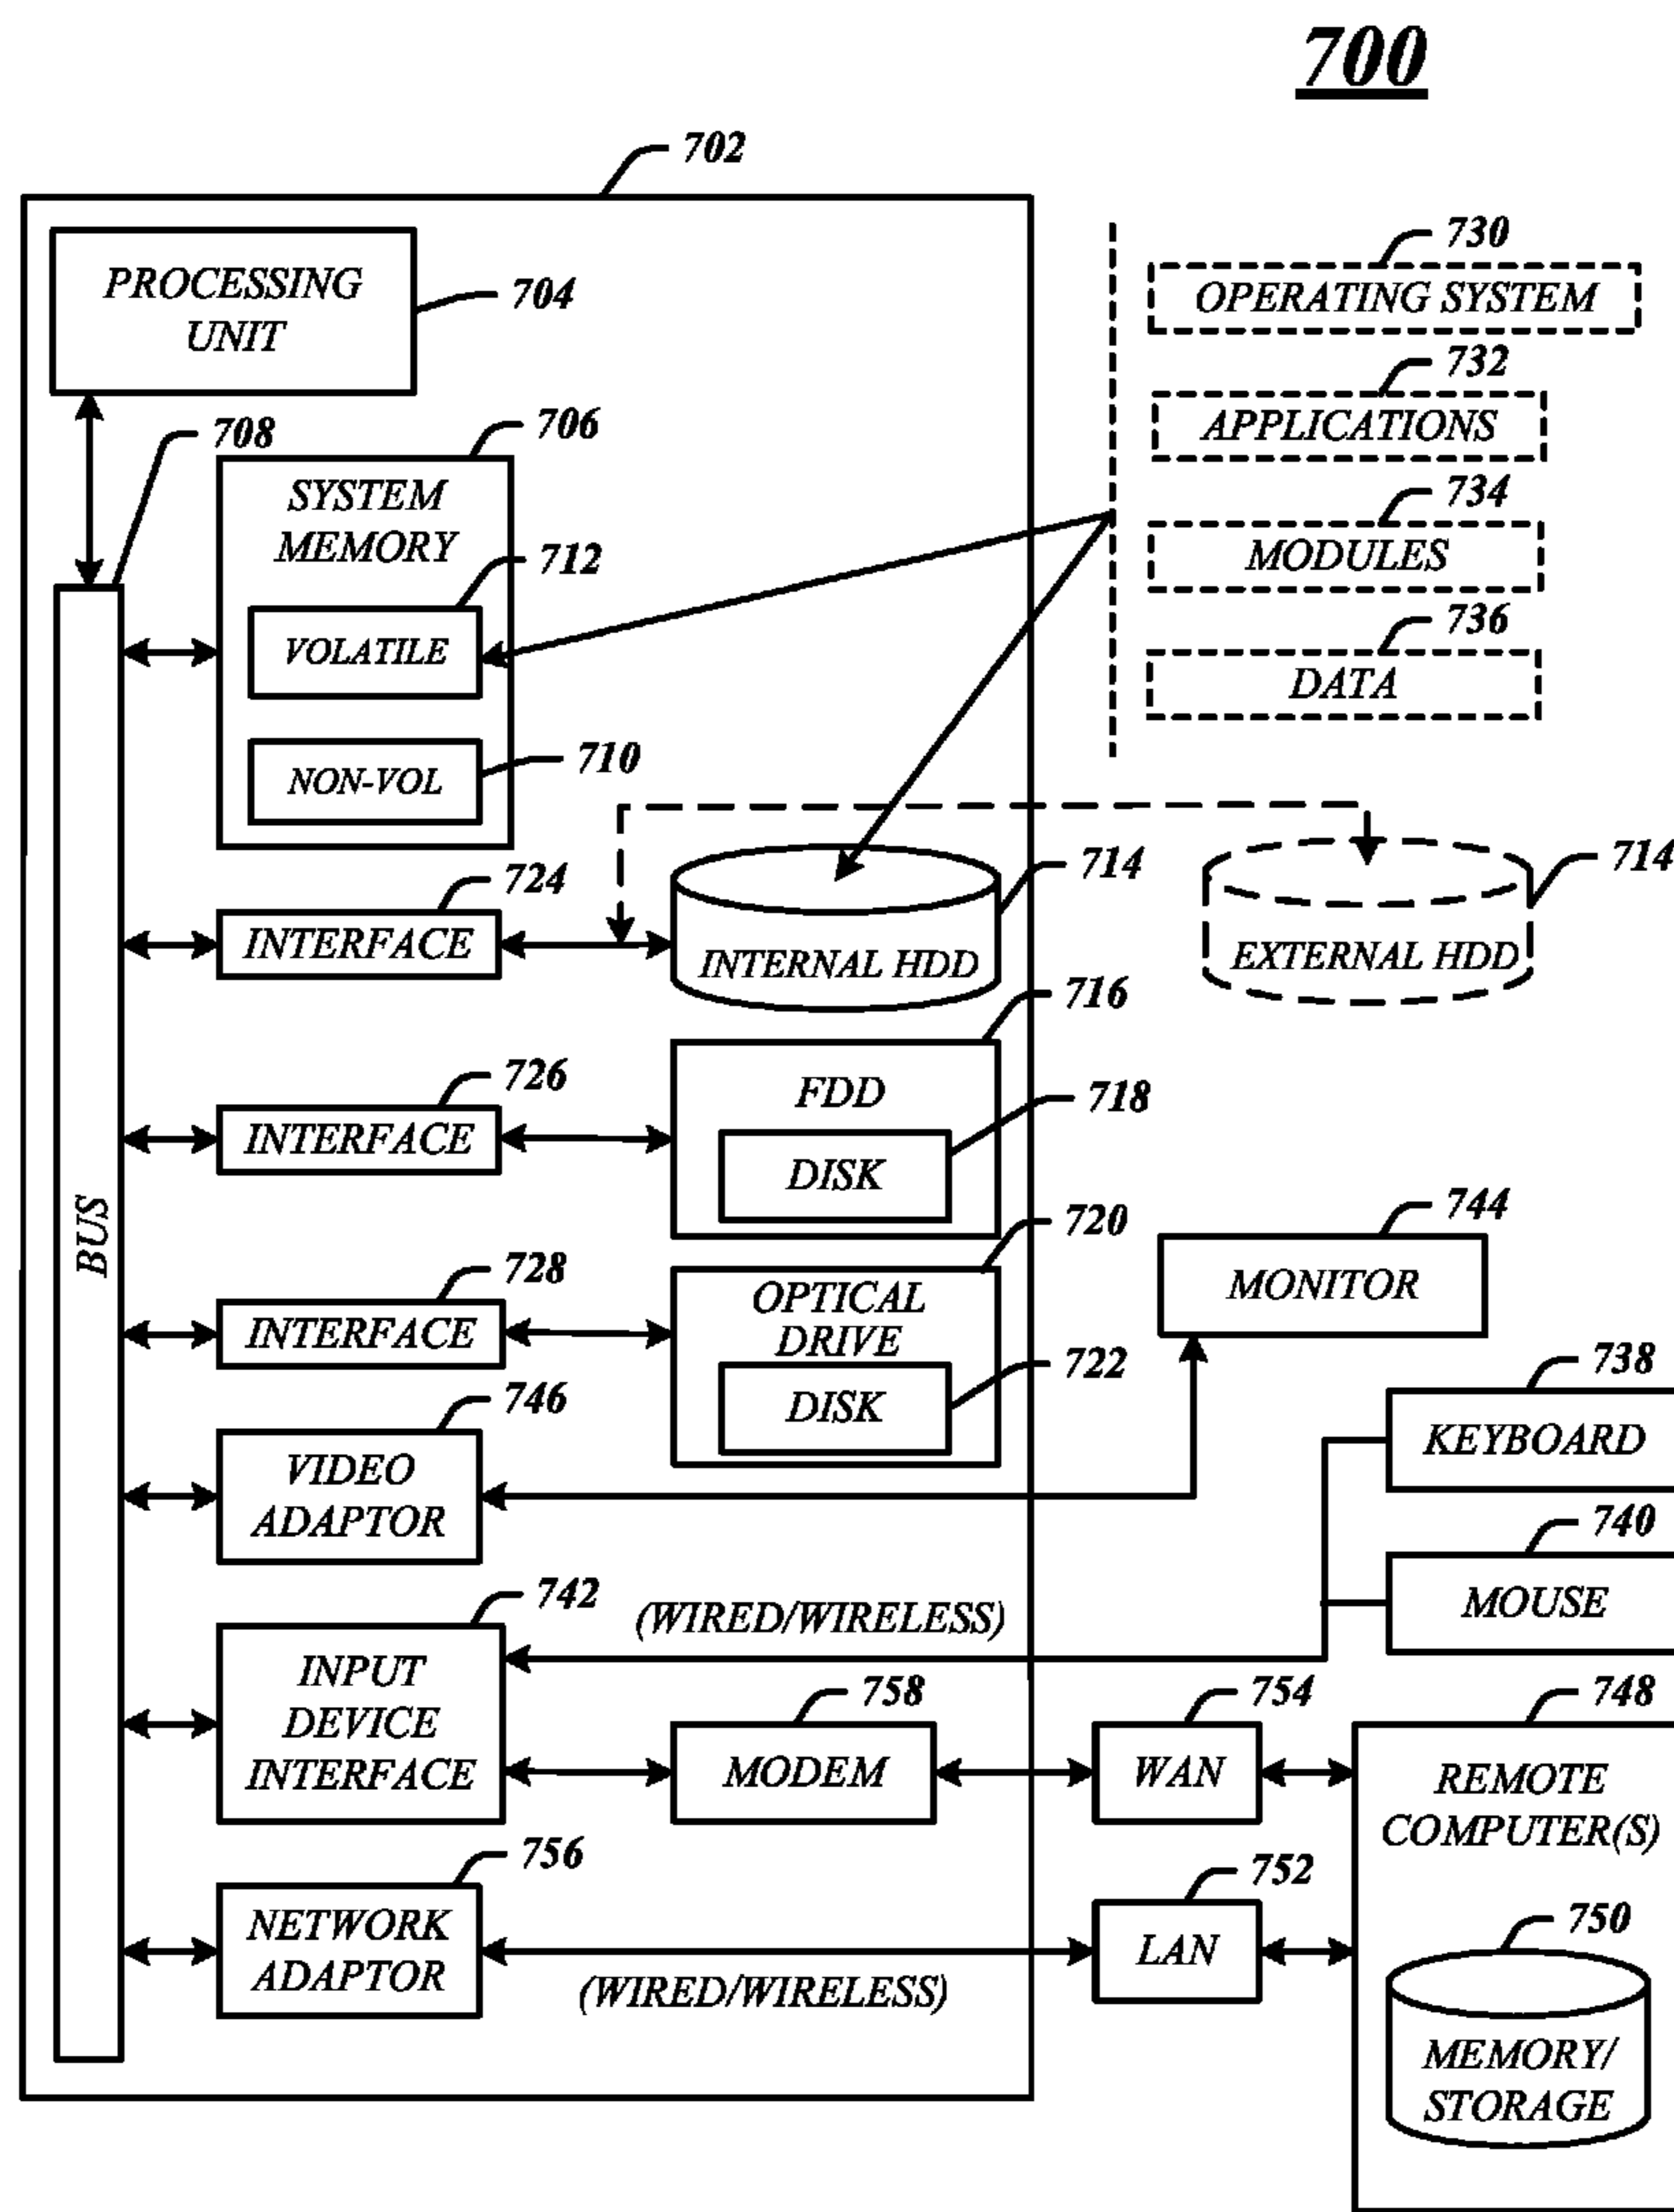 700
702
PROCESSING
UNIT
704
730
OPERATING SYSTEM
732
APPLICATIONS
734
MODULES
736
DATA
708
706
SYSTEM
MEMORY
712
VOLATILE
710
NON-VOL
724
INTERFACE
714
INTERNAL HDD
714
EXTERNAL HDD
716
FDD
718
DISK
726
INTERFACE
BUS
720
OPTICAL
DRIVE
722
DISK
728
INTERFACE
744
MONITOR
746
VIDEO
ADAPTOR
738
KEYBOARD
740
MOUSE
742
INPUT
DEVICE
INTERFACE
(WIRED/WIRELESS)
758
MODEM
754
WAN
748
REMOTE
COMPUTER(S)
756
NETWORK
ADAPTOR
(WIRED/WIRELESS)
752
LAN
750
MEMORY/
STORAGE